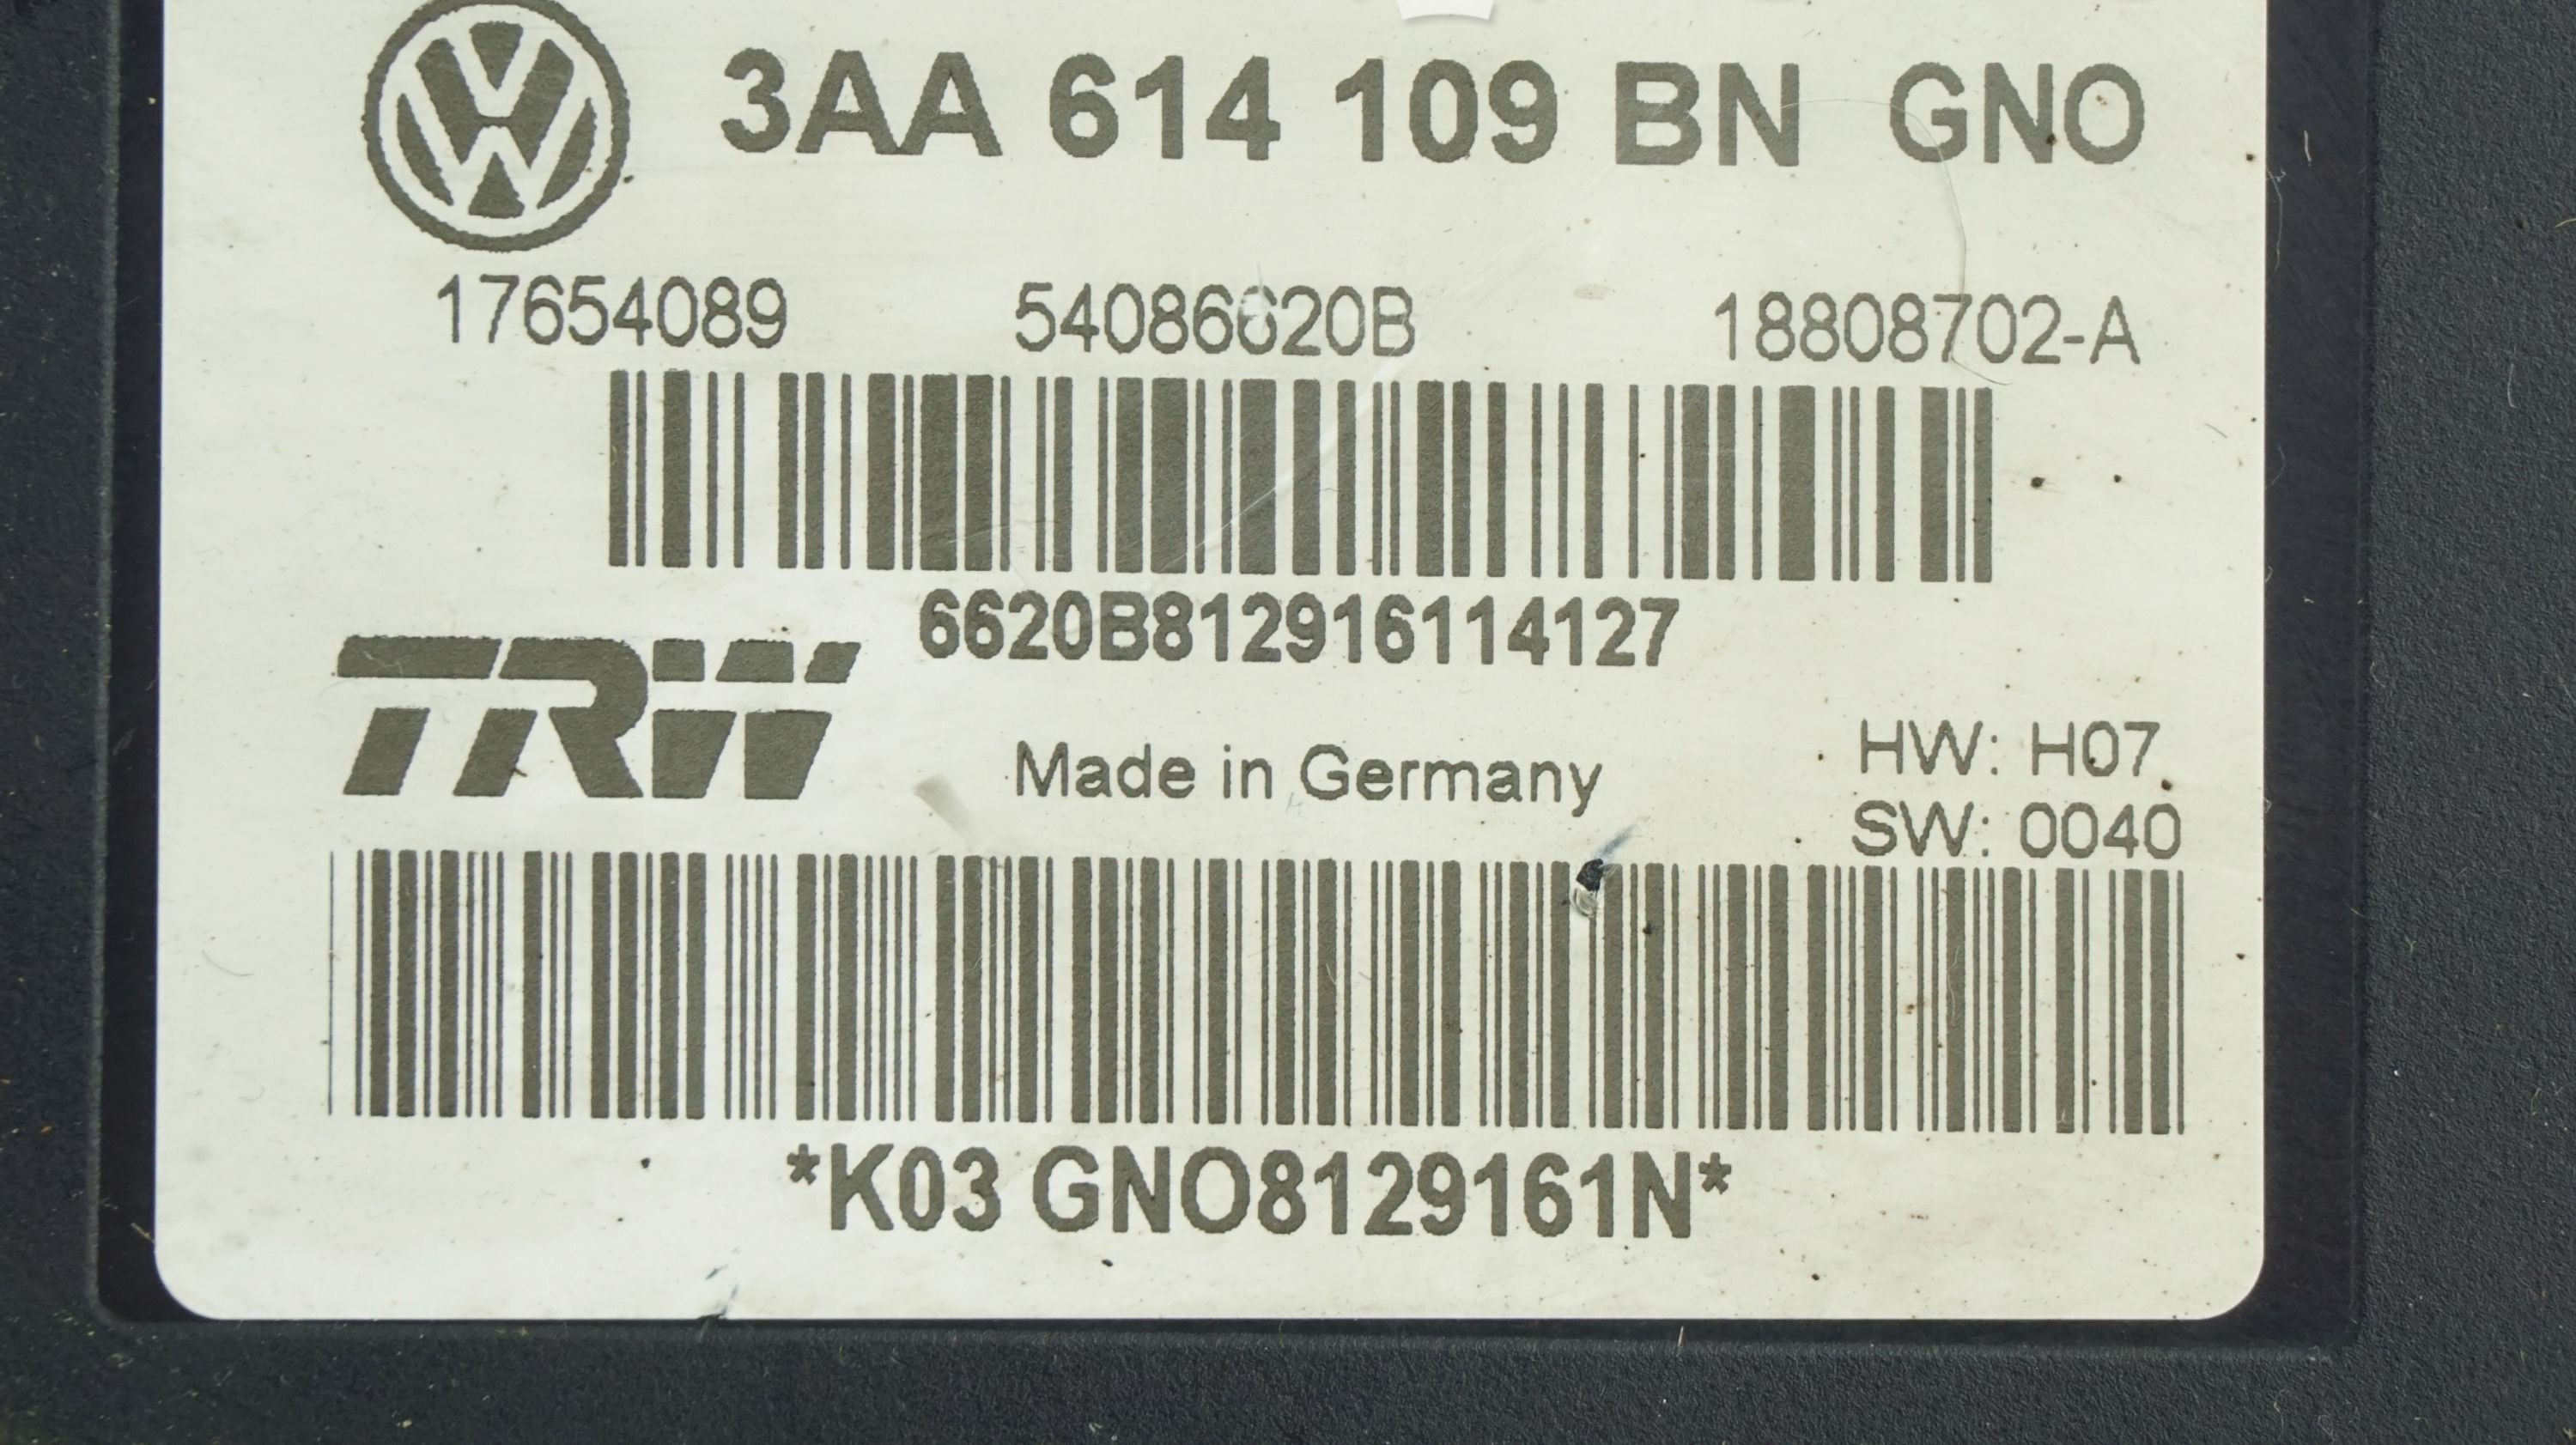 3AA 614 109 BN GNO
17654089 54086620B 18808702-A
6620B812916114127
TRW
Made in Germany
HW: H07
SW: 0040
*K03 GNO8129161N*